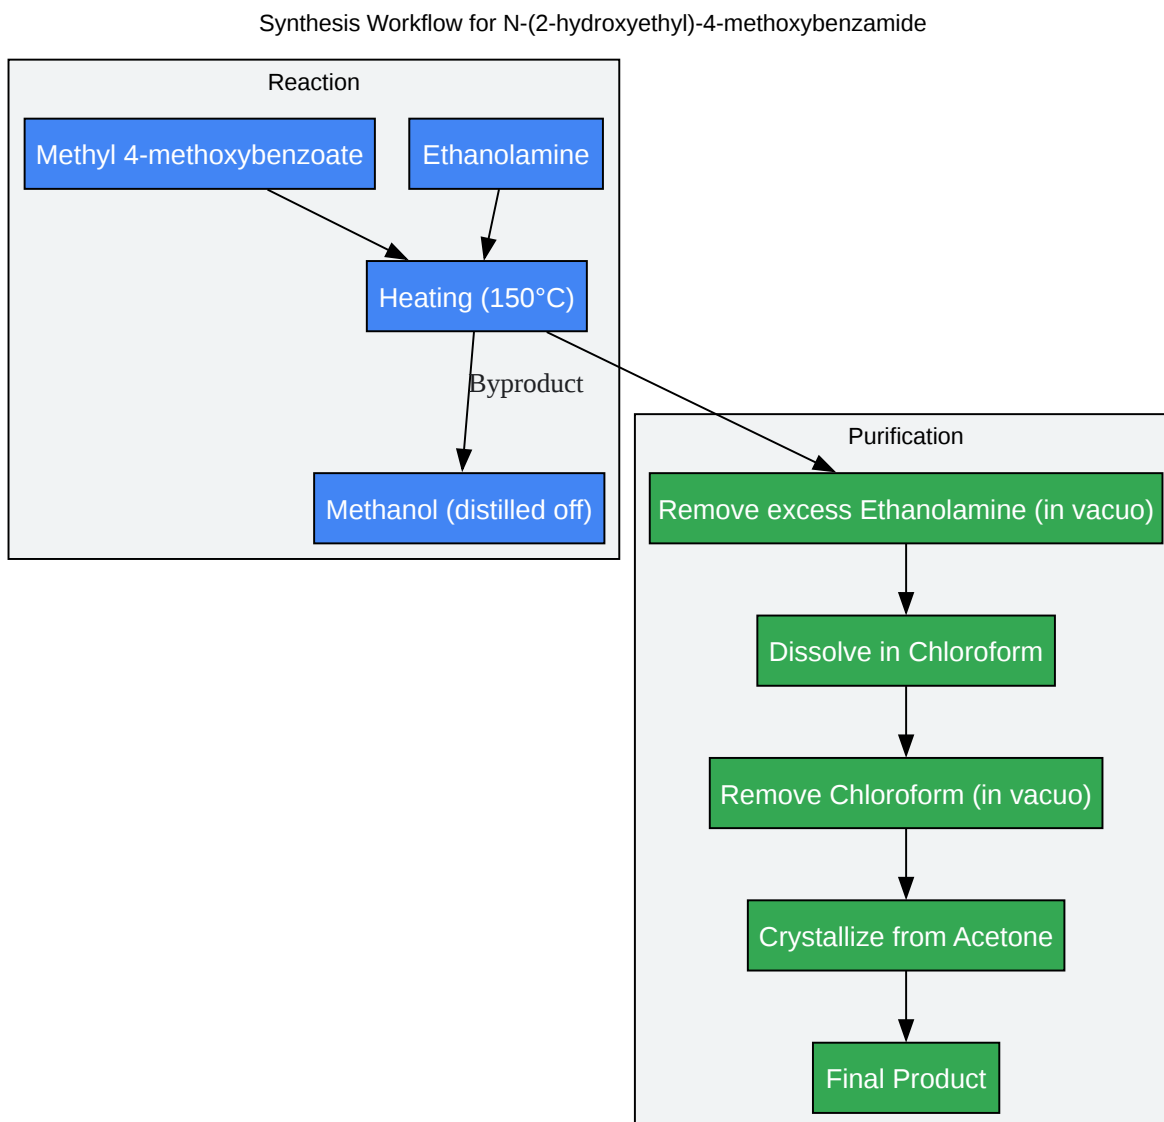 Synthesis Workflow for N-(2-hydroxyethyl)-4-methoxybenzamide
Reaction
Methyl 4-methoxybenzoate
Ethanolamine
Heating (150°C)
Byproduct
Methanol (distilled off)
Purification
Remove excess Ethanolamine (in vacuo)
Dissolve in Chloroform
Remove Chloroform (in vacuo)
Crystallize from Acetone
Final Product